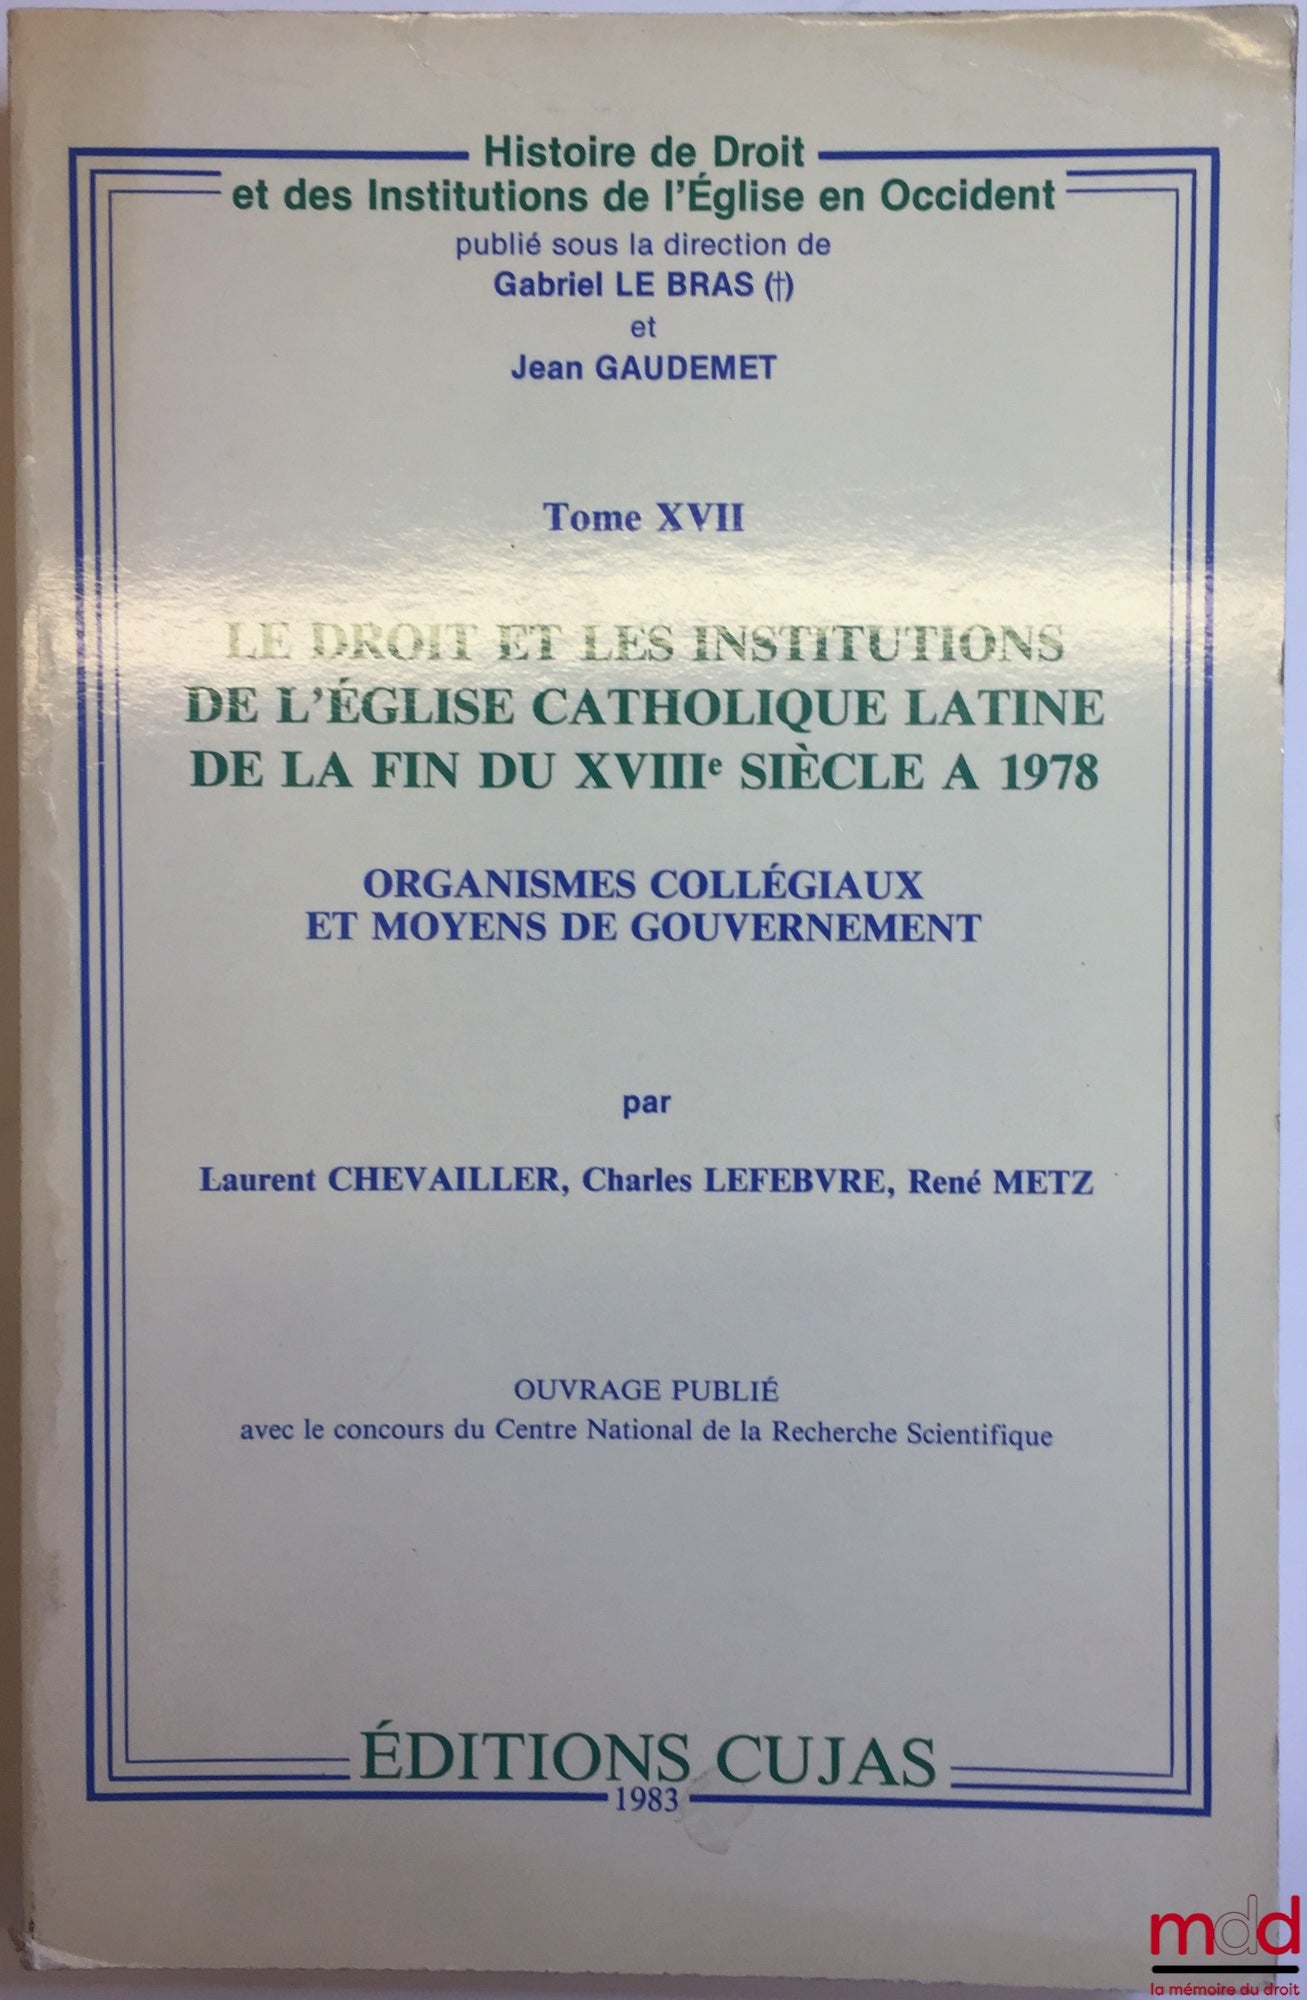 Histoire de Droit
et des Institutions de l'Église en Occident
publié sous la direction de
Gabriel LE BRAS (†)
et
Jean GAUDEMET
Tome XVII
LE DROIT ET LES INSTITUTIONS
DE L'ÉGLISE CATHOLIQUE LATINE
DE LA FIN DU XVIIIe SIÈCLE A 1978
ORGANISMES COLLÉGIAUX
ET MOYENS DE GOUVERNEMENT
par
Laurent CHEVAILLER, Charles LEFEBVRE, René METZ
OUVRAGE PUBLIÉ
avec le concours du Centre National de la Recherche Scientifique
ÉDITIONS CUJAS
1983
mdd
la mémoire du droit